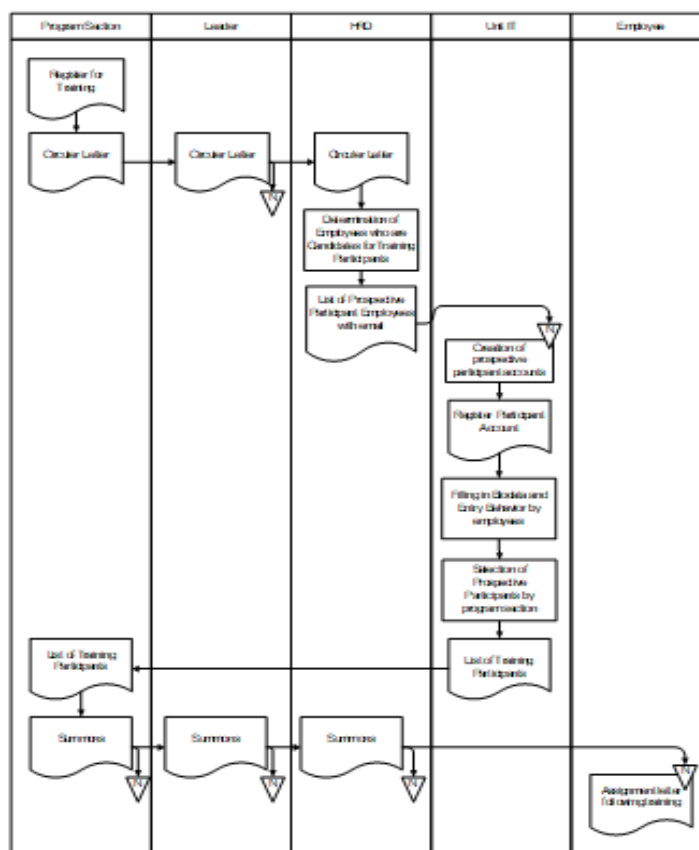 Program Section
Leader
HRD
Unit IT
Employee
Register for
Training
Circuler Letter
Circuler Letter
Circuler Letter
N
Determination of
Employees who are
Candidates for Training
Participants
List of Prospective
Participant Employees
with email
N
Creation of
prospective
participant accounts
Register Participant
Account
Filling in Biodata and
Entry Behavior by
employees
Selection of
Prospective
Participants by
program section
List of Training
Participants
List of Training
Participants
Summons
Summons
Summons
N
N
N
N
Assignment letter
following training